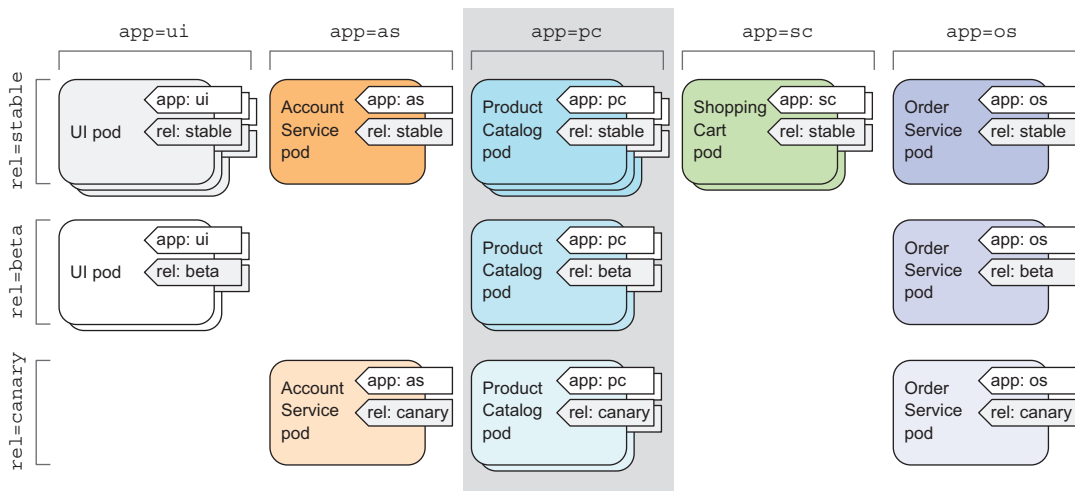 app=ui
app=as
app=pc
app=sc
app=os
rel=stable
UI pod
app: ui
rel: stable
Account
Service
pod
app: as
rel: stable
Product
Catalog
pod
app: pc
rel: stable
Shopping
Cart
pod
app: sc
rel: stable
Order
Service
pod
app: os
rel: stable
rel=beta
UI pod
app: ui
rel: beta
Product
Catalog
pod
app: pc
rel: beta
Order
Service
pod
app: os
rel: beta
rel=canary
Account
Service
pod
app: as
rel: canary
Product
Catalog
pod
app: pc
rel: canary
Order
Service
pod
app: os
rel: canary